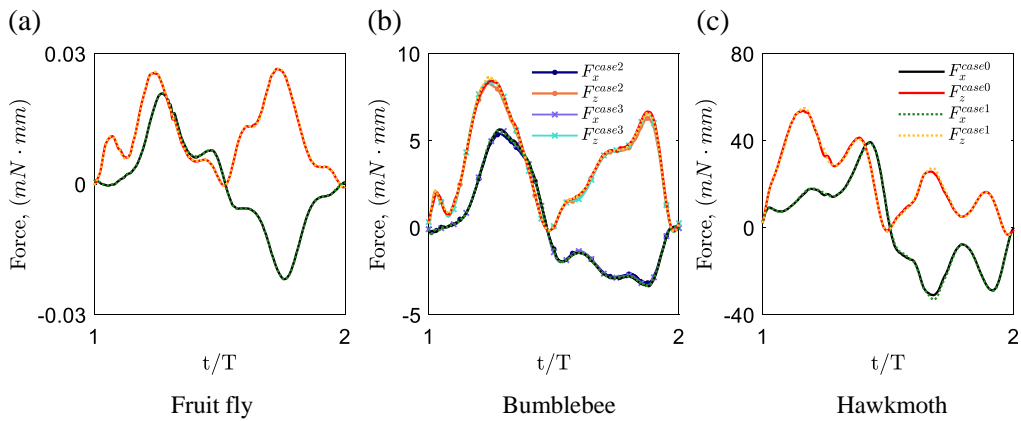 (a)
0.03
0
-0.03
Force, (mN · mm)
1
2
t/T
Fruit fly
(b)
10
5
0
-5
Force, (mN · mm)
F_x^{case2}
F_z^{case2}
F_x^{case3}
F_z^{case3}
1
2
t/T
Bumblebee
(c)
80
40
0
-40
Force, (mN · mm)
F_x^{case0}
F_z^{case0}
F_x^{case1}
F_z^{case1}
1
2
t/T
Hawkmoth